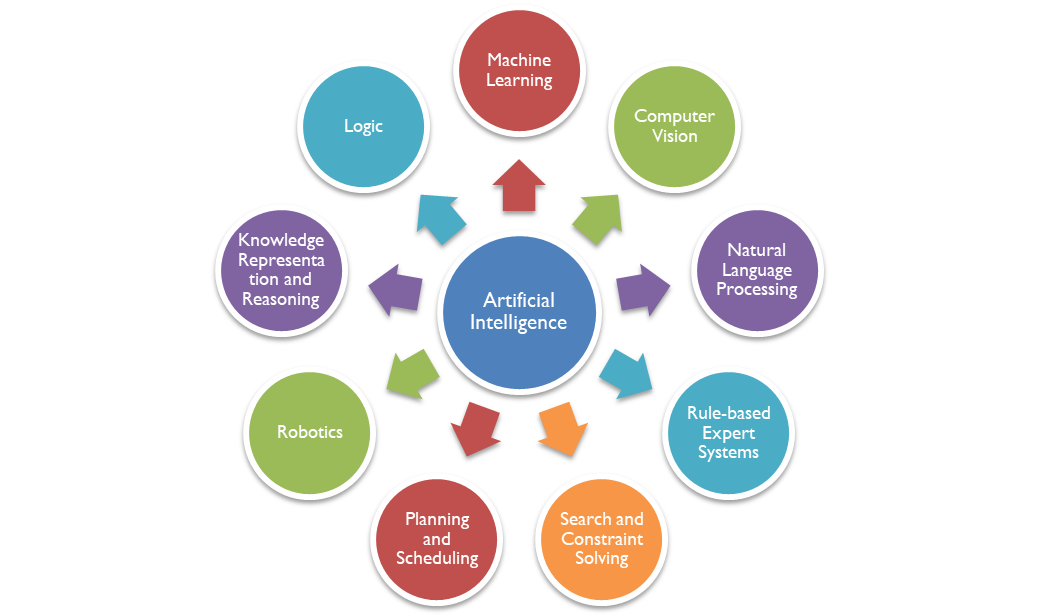 Machine
Learning
Computer
Vision
Natural
Language
Processing
Rule-based
Expert
Systems
Search and
Constraint
Solving
Planning
and
Scheduling
Robotics
Knowledge
Representa
tion and
Reasoning
Logic
Artificial
Intelligence